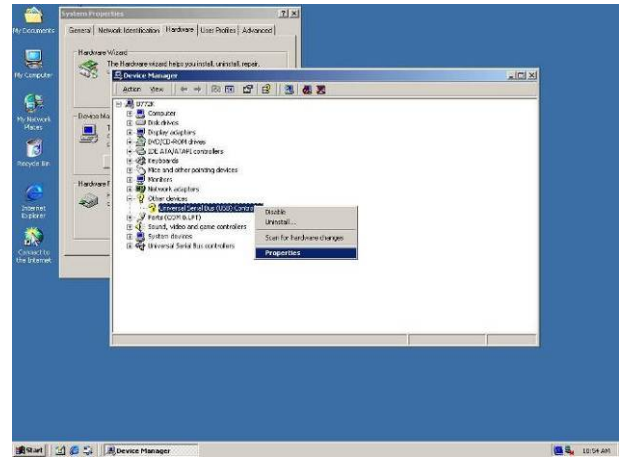 My Documents
My Computer
My Network
Places
Recycle Bin
Internet
Explorer
Connect to
the Internet
System Properties
General
Network Identification
Hardware
User Profiles
Advanced
Hardware Wizard
The Hardware wizard helps you install, uninstall, repair,
Device Ma
Hardware
Device Manager
Action
View
Computer
Disk drives
Display adapters
DVD/CD-ROM drives
IDE ATA/ATAPI controllers
Keyboards
Mice and other pointing devices
Monitors
Network adapters
Other devices
Universal Serial Bus (USB) Contro
Ports (COM & LPT)
Sound, video and game controllers
System devices
Universal Serial Bus controllers
Disable
Uninstall...
Scan for hardware changes
Properties
Start
Device Manager
10:54 AM